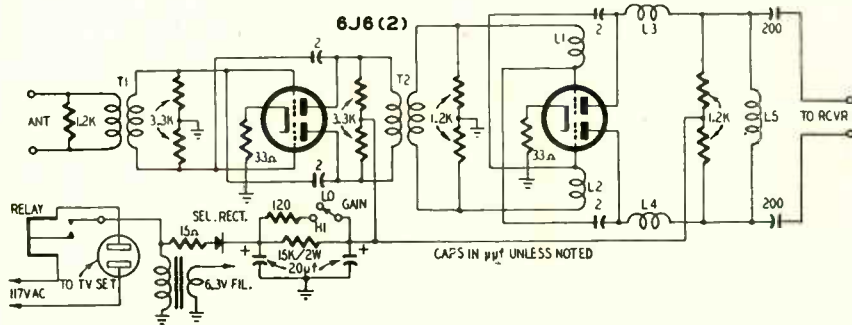 6J6(2)
T1
ANT
1.2K
3.3K
33Ω
2
2
3.3K
T2
1.2K
L1
33Ω
L2
2
2
L3
L4
1.2K
L5
200
200
TO RCVR
RELAY
117V AC
TO TV SET
15Ω
SEL. RECT.
6.3V FIL.
120
LO
HI
GAIN
15K/2W
20μf
+
+
CAPS IN μμf UNLESS NOTED